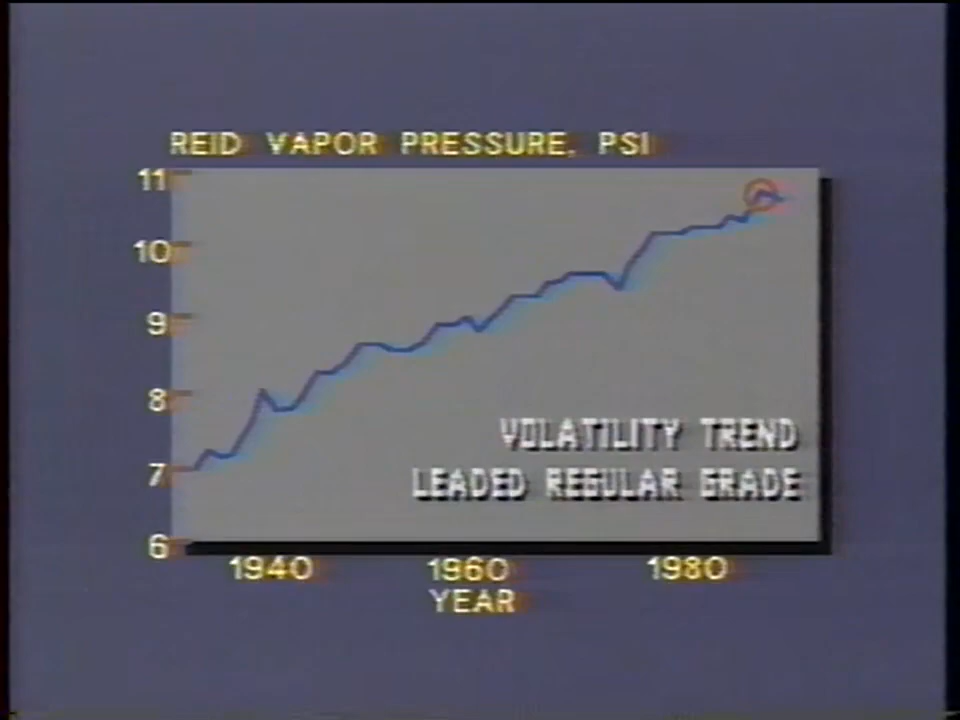 REID VAPOR PRESSURE, PSI
11
10
9
8
7
6
VOLATILITY TREND
LEADED REGULAR GRADE
1940 1960 1980
YEAR